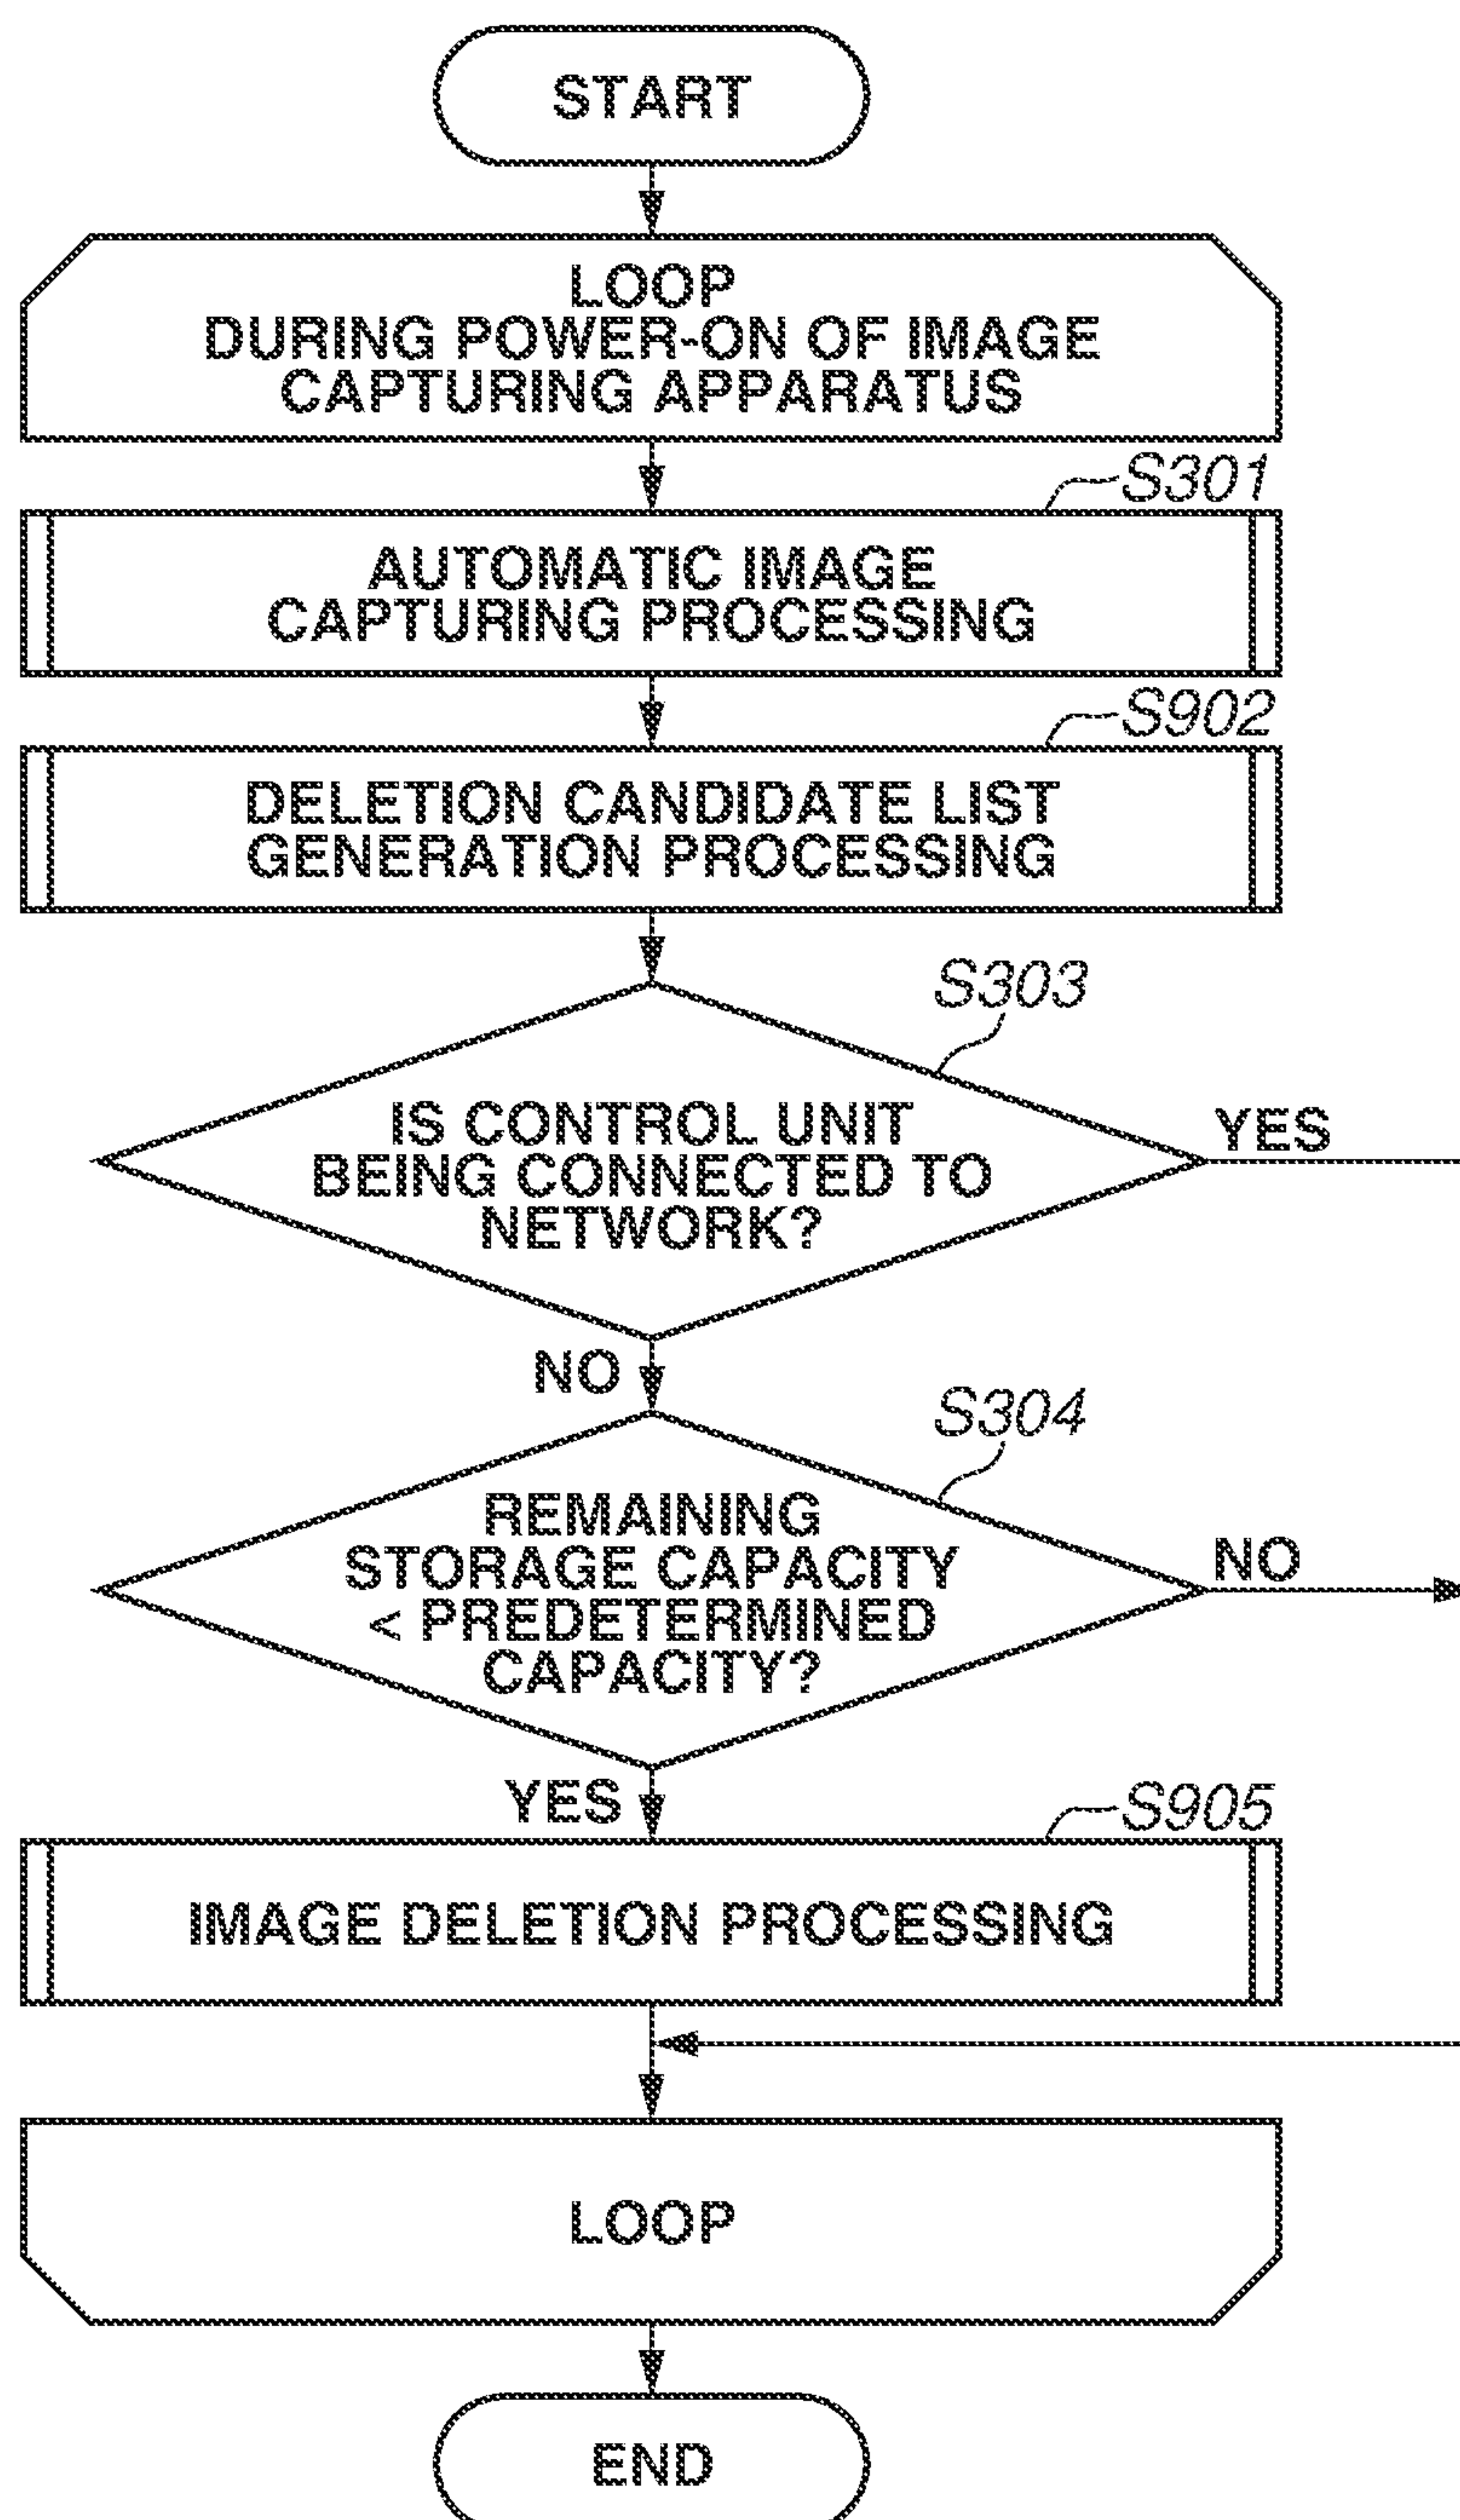 START
LOOP
DURING POWER-ON OF IMAGE
CAPTURING APPARATUS
S301
AUTOMATIC IMAGE
CAPTURING PROCESSING
S902
DELETION CANDIDATE LIST
GENERATION PROCESSING
S303
IS CONTROL UNIT
BEING CONNECTED TO
NETWORK?
YES
NO
S304
REMAINING
STORAGE CAPACITY
< PREDETERMINED
CAPACITY?
NO
YES
S905
IMAGE DELETION PROCESSING
LOOP
END